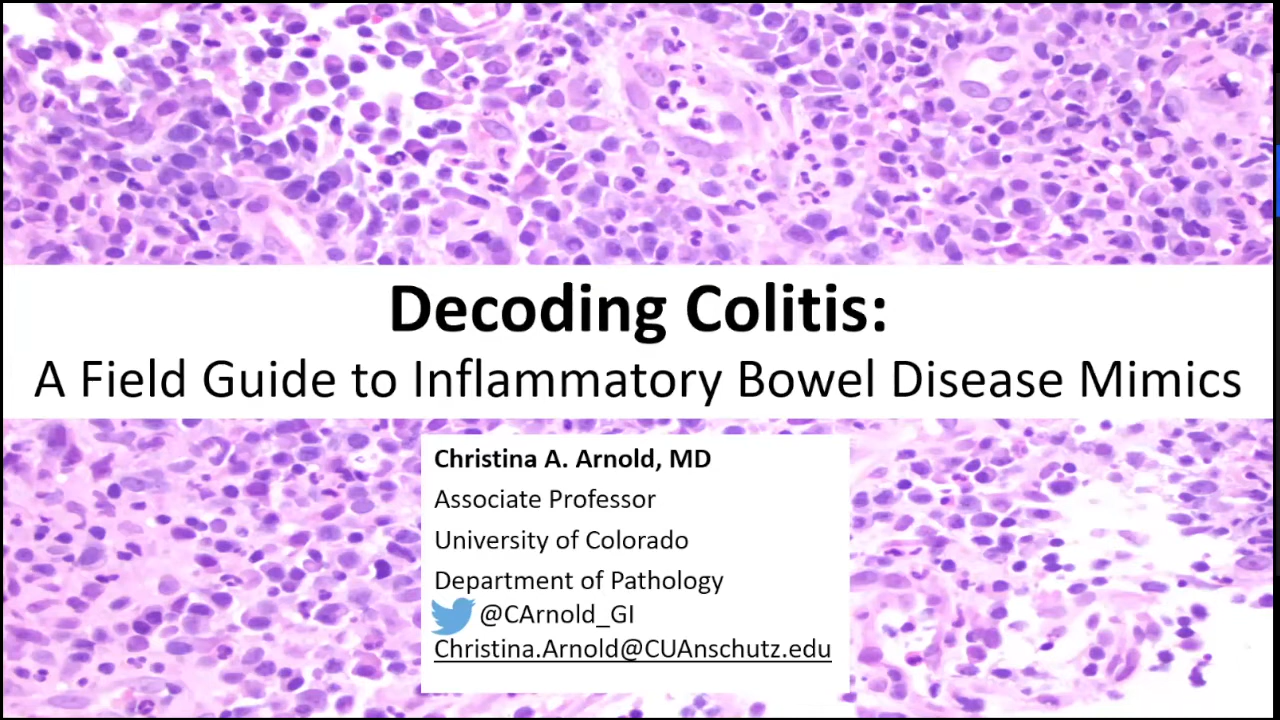 Decoding Colitis:
A Field Guide to Inflammatory Bowel Disease Mimics
Christina A. Arnold, MD
Associate Professor
University of Colorado
Department of Pathology
@CArnold_GI
Christina.Arnold@CUAnschutz.edu